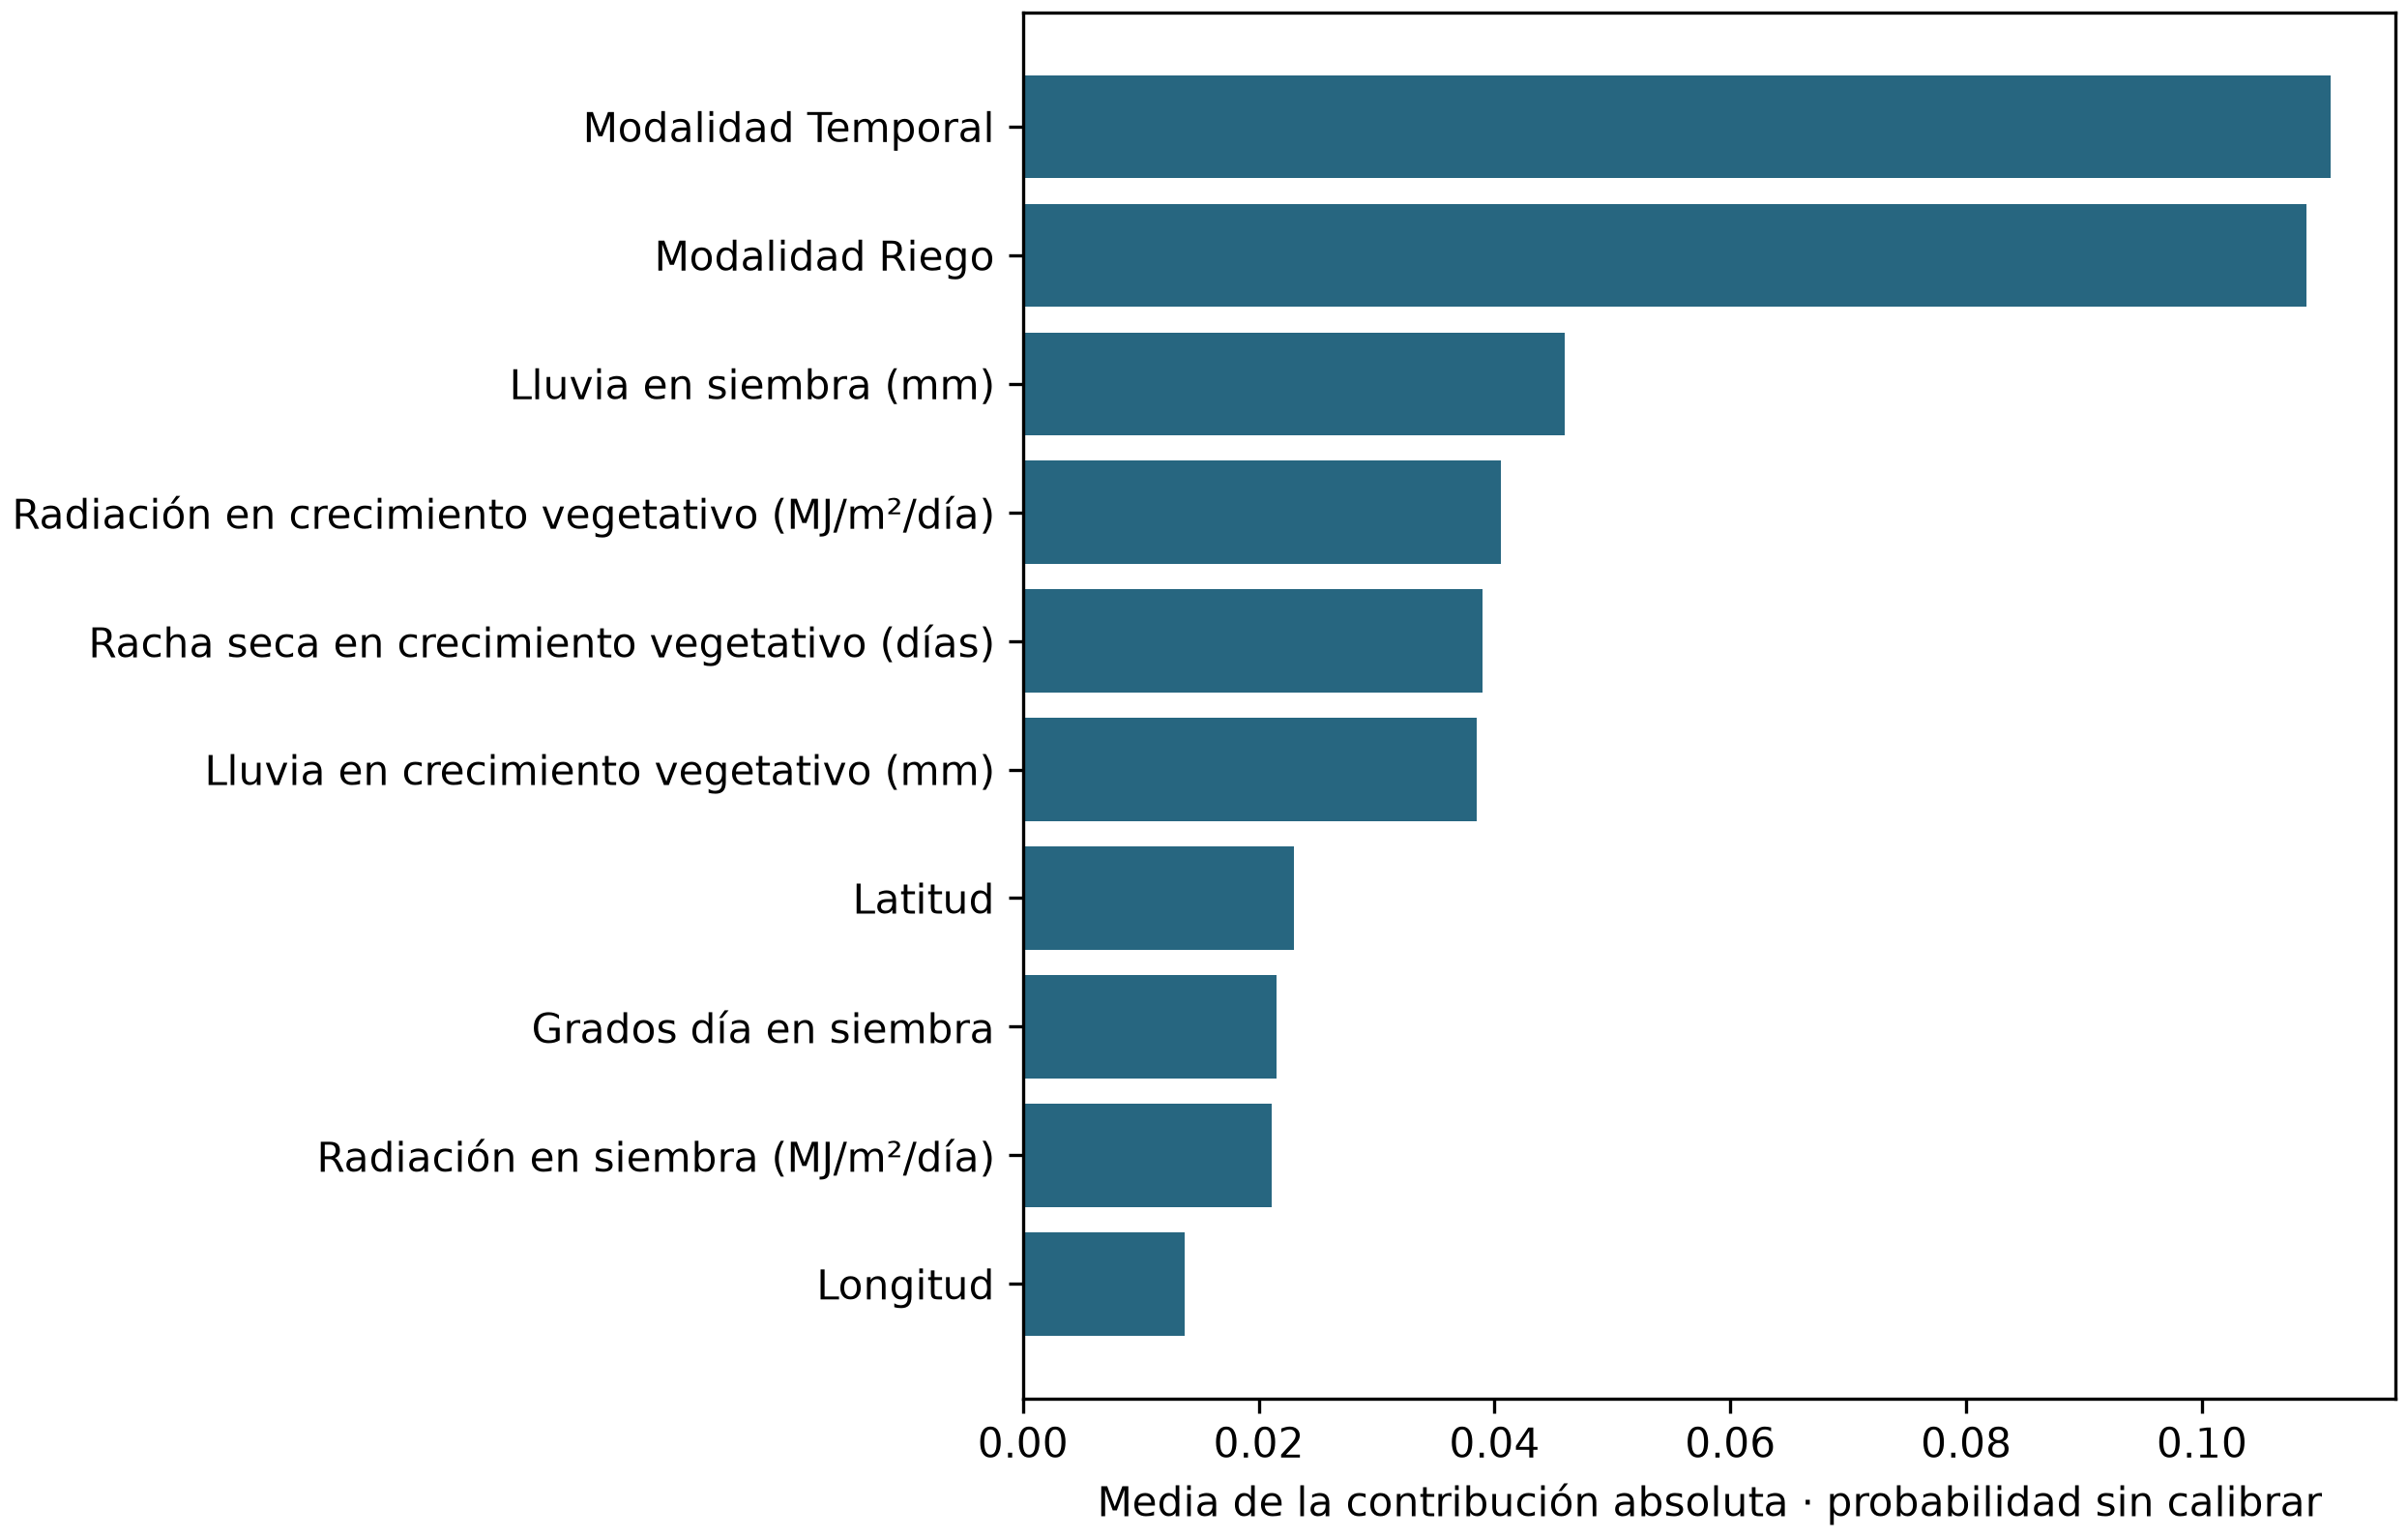 Modalidad Temporal
Modalidad Riego
Lluvia en siembra (mm)
Radiación en crecimiento vegetativo (MJ/m²/día)
Racha seca en crecimiento vegetativo (días)
Lluvia en crecimiento vegetativo (mm)
Latitud
Grados día en siembra
Radiación en siembra (MJ/m²/día)
Longitud
0.00 0.02 0.04 0.06 0.08 0.10
Media de la contribución absoluta · probabilidad sin calibrar